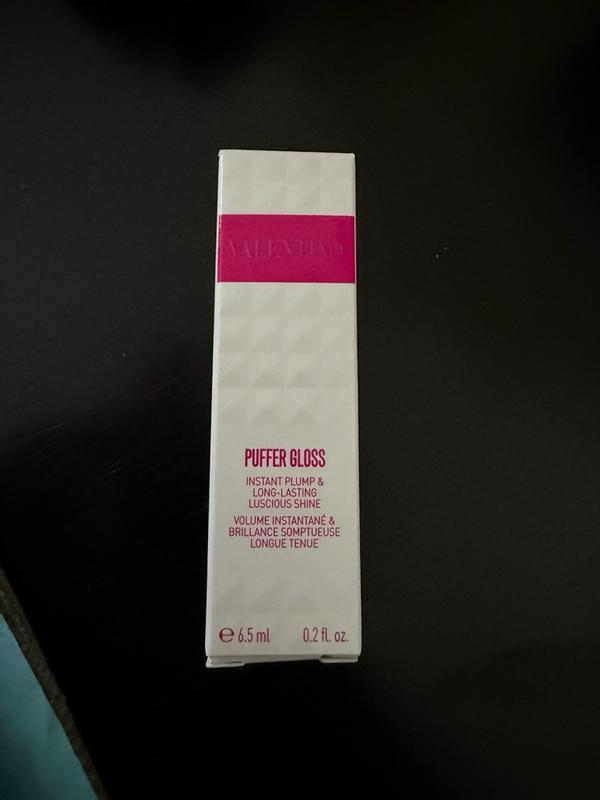 VALENTINO
PUFFER GLOSS
INSTANT PLUMP &
LONG-LASTING
LUSCIOUS SHINE
VOLUME INSTANTANÉ &
BRILLANCE SOMPTUEUSE
LONGUE TENUE
℮ 6.5 ml 0.2 fl. oz.